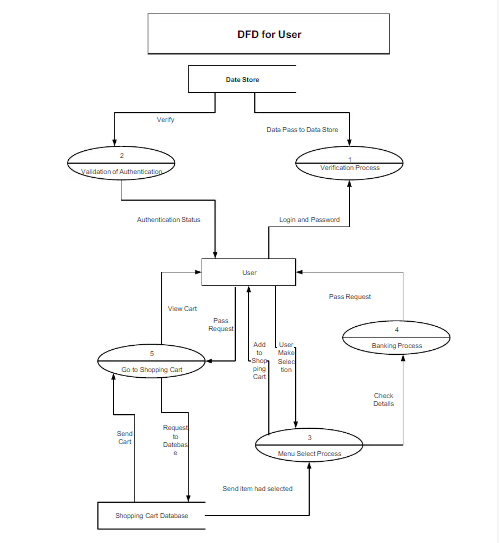 DFD for User
Date Store
Verify
Data Pass to Data Store
2
Validation of Authentication
1
Verification Process
Authentication Status
Login and Password
User
View Cart
Pass
Request
Pass Request
Add
to
Shop
ping
Cart
User
Make
Selec
tion
4
Banking Process
5
Go to Shopping Cart
Check
Details
Send
Cart
Request
to
Datebas
e
3
Menu Select Process
Send item had selected
Shopping Cart Database